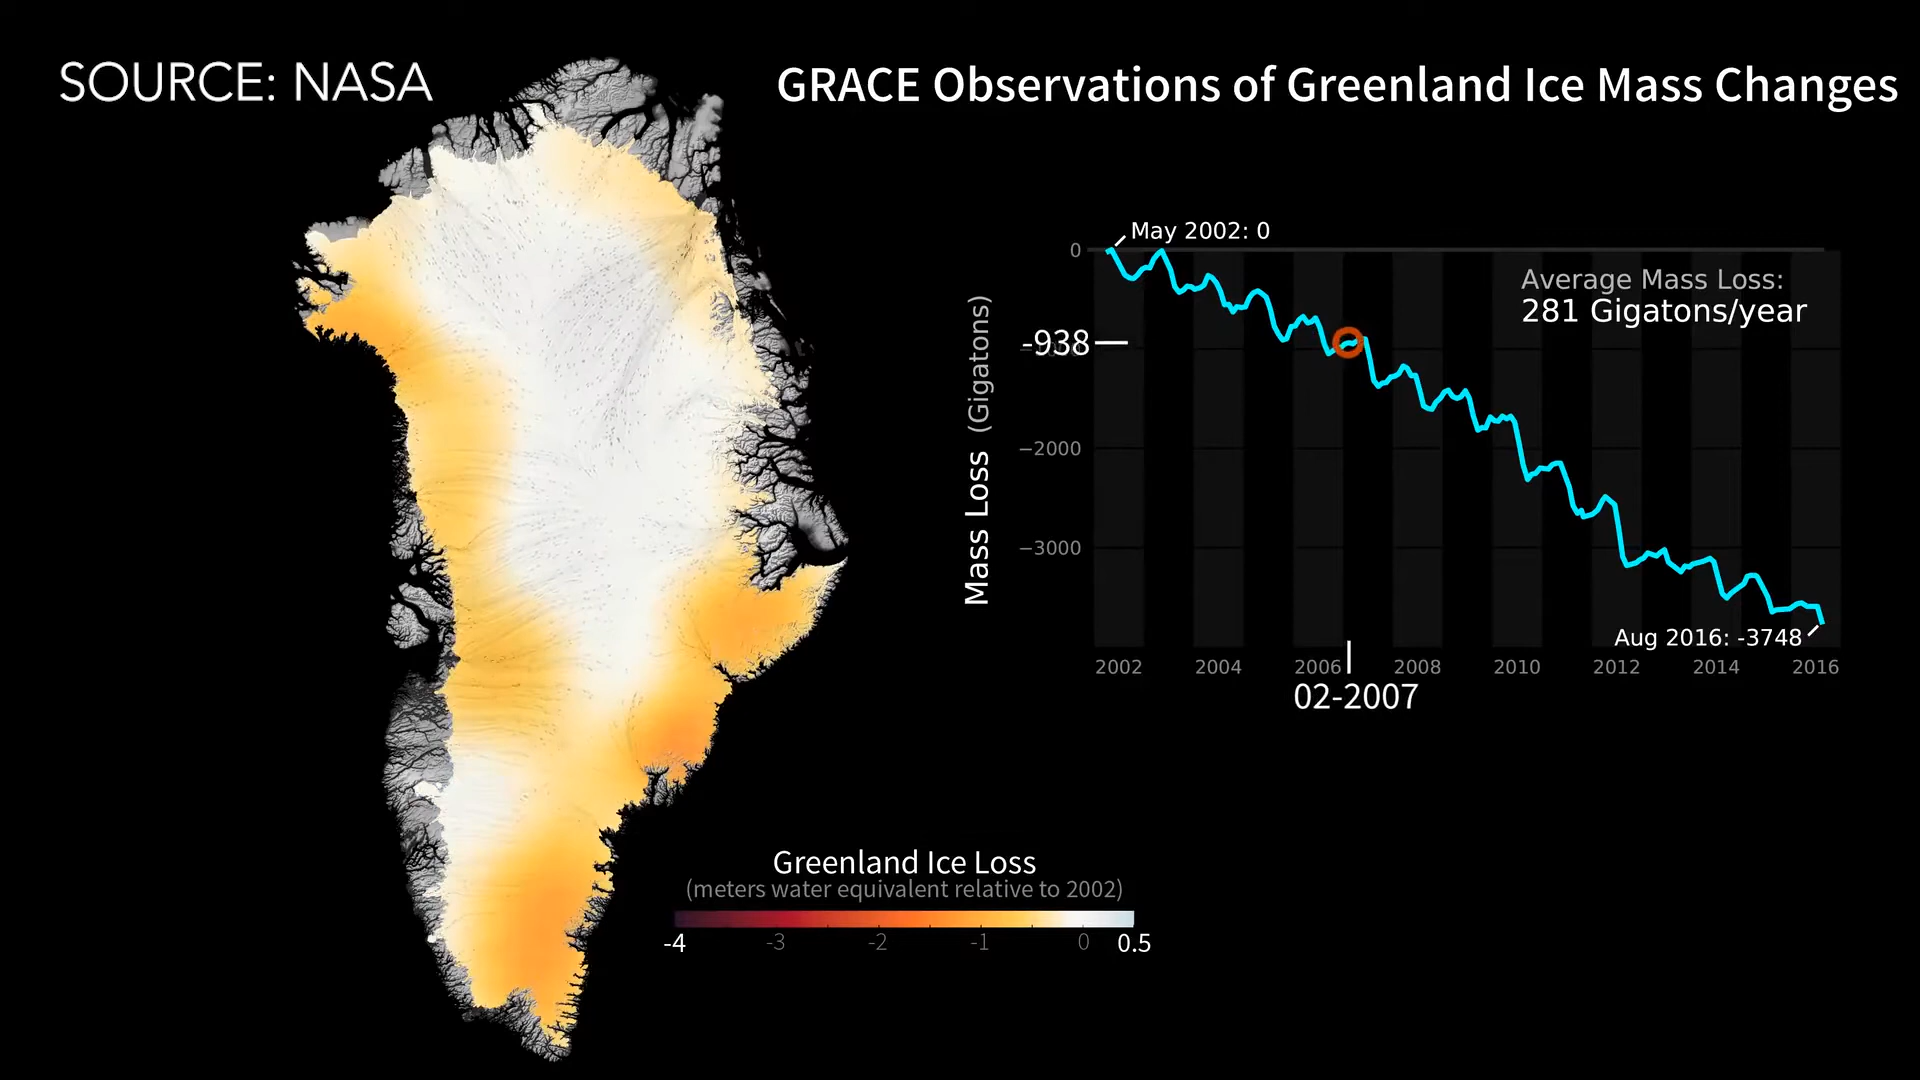 SOURCE: NASA
GRACE Observations of Greenland Ice Mass Changes
May 2002: 0
0
Average Mass Loss:
281 Gigatons/year
-938
−2000
−3000
Mass Loss (Gigatons)
Aug 2016: -3748
2002 2004 2006 2008 2010 2012 2014 2016
02-2007
Greenland Ice Loss
(meters water equivalent relative to 2002)
-4 -3 -2 -1 0 0.5